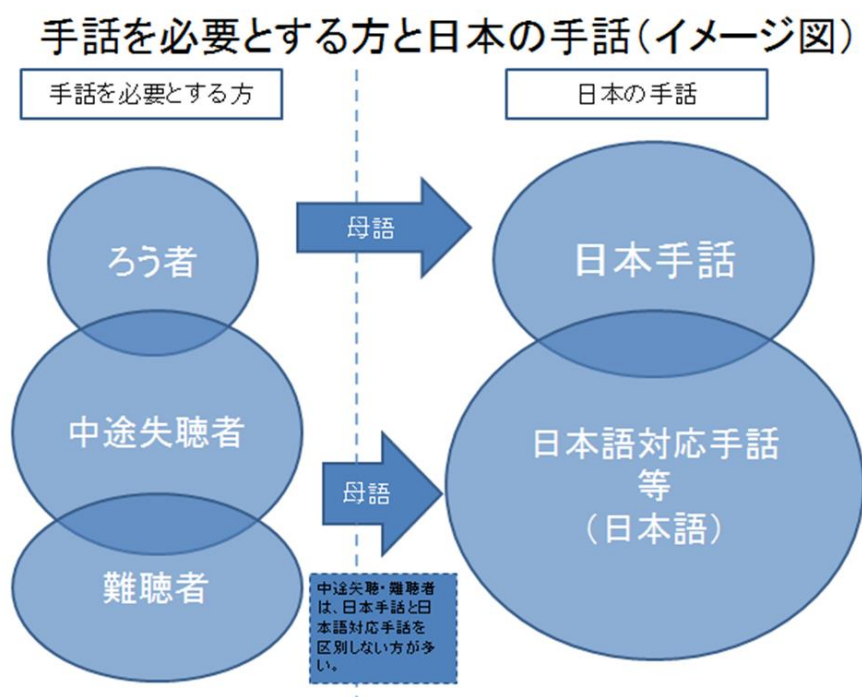 手話を必要とする方と日本の手話(イメージ図)
手話を必要とする方
日本の手話
ろう者
母語
日本手話
中途失聴者
母語
日本語対応手話
等
(日本語)
難聴者
中途失聴・難聴者
は、日本手話と日
本語対応手話を
区別しない方が多
い。